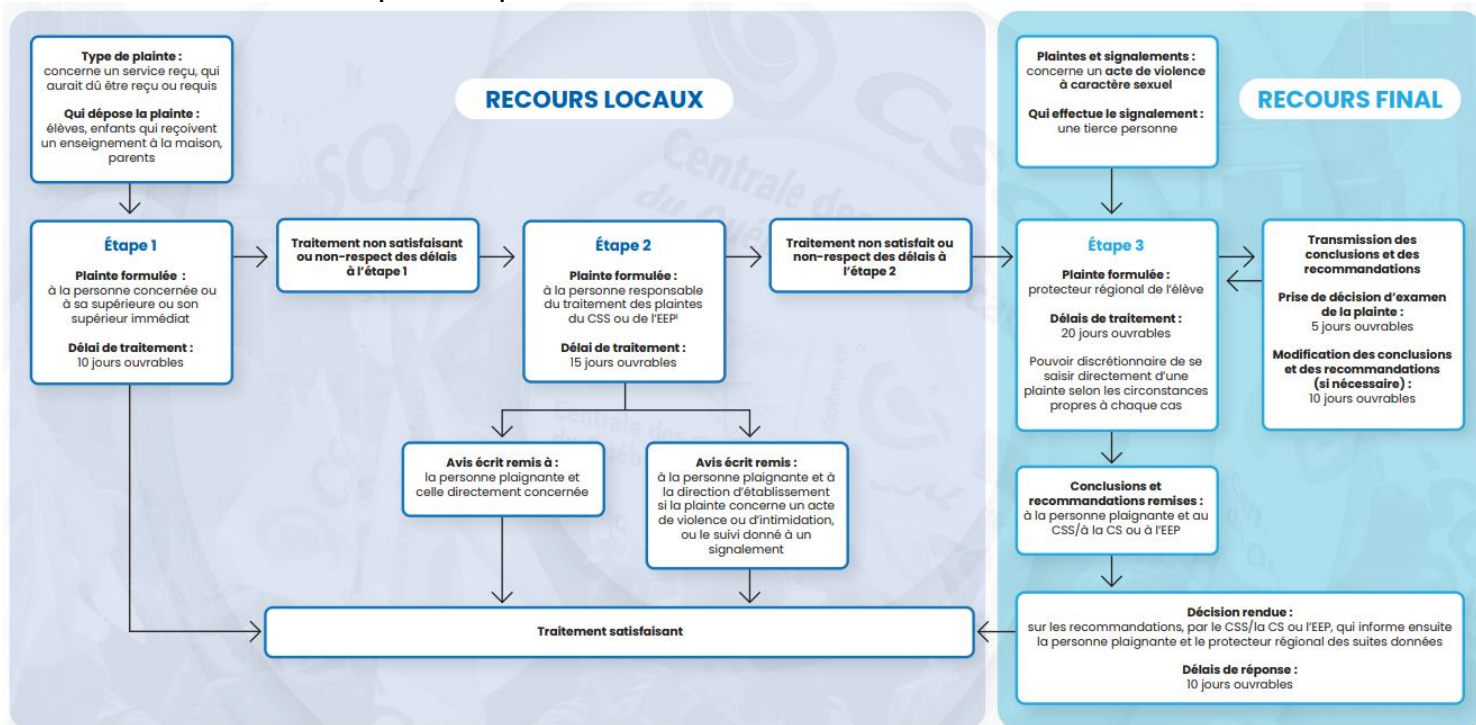 Type de plainte :
concerne un service reçu, qui
aurait dû être reçu ou requis
Qui dépose la plainte :
élèves, enfants qui reçoivent
un enseignement à la maison,
parents
RECOURS LOCAUX
Plaintes et signalements :
concerne un acte de violence
à caractère sexuel
Qui effectue le signalement :
une tierce personne
RECOURS FINAL
Étape 1
Plainte formulée :
à la personne concernée ou
à sa supérieure ou son
supérieur immédiat
Délai de traitement :
10 jours ouvrables
Traitement non satisfaisant
ou non-respect des délais
à l’étape 1
Étape 2
Plainte formulée :
à la personne responsable
du traitement des plaintes
du CSS ou de l’EEP¹
Délai de traitement :
15 jours ouvrables
Traitement non satisfait ou
non-respect des délais à
l’étape 2
Étape 3
Plainte formulée :
protecteur régional de l’élève
Délais de traitement :
20 jours ouvrables
Pouvoir discrétionnaire de se
saisir directement d’une
plainte selon les circonstances
propres à chaque cas
Transmission des
conclusions et des
recommandations
Prise de décision d’examen
de la plainte :
5 jours ouvrables
Modification des conclusions
et des recommandations
(si nécessaire) :
10 jours ouvrables
Avis écrit remis à :
la personne plaignante et
celle directement concernée
Avis écrit remis :
à la personne plaignante et à
la direction d’établissement
si la plainte concerne un acte
de violence ou d’intimidation,
ou le suivi donné à un
signalement
Conclusions et
recommandations remises :
à la personne plaignante et au
CSS/à la CS ou à l’EEP
Traitement satisfaisant
Décision rendue :
sur les recommandations, par le CSS/la CS ou l’EEP, qui informe ensuite
la personne plaignante et le protecteur régional des suites données
Délais de réponse :
10 jours ouvrables